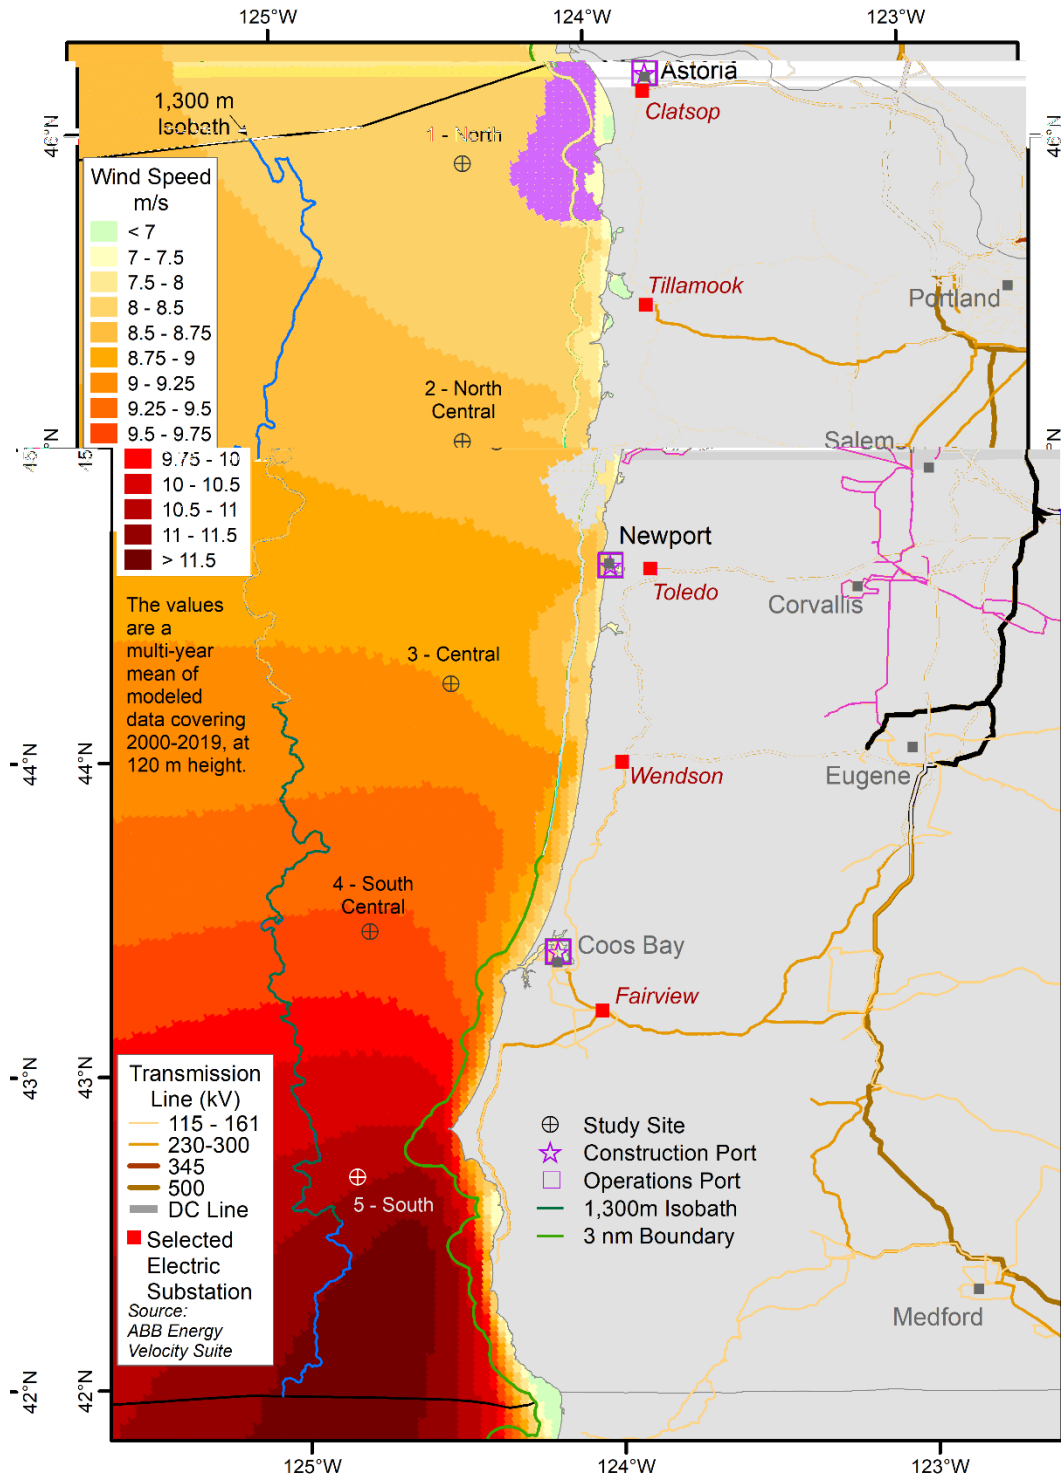 125°W 124°W 123°W
Astoria
1,300 m
Isobath
1 - North
Clatsop
46°N 46°N
Wind Speed
m/s
< 7
7 - 7.5
7.5 - 8
8 - 8.5
8.5 - 8.75
8.75 - 9
9 - 9.25
9.25 - 9.5
9.5 - 9.75
9.75 - 10
10 - 10.5
10.5 - 11
11 - 11.5
> 11.5
Tillamook
Portland
2 - North
Central
Salem
Newport
Toledo
Corvallis
The values
are a
multi-year
mean of
modeled
data covering
2000-2019, at
120 m height.
3 - Central
44°N 44°N
Wendson
Eugene
4 - South
Central
Coos Bay
Fairview
43°N 43°N
Transmission
Line (kV)
115 - 161
230-300
345
500
DC Line
Selected
Electric
Substation
Source:
ABB Energy
Velocity Suite
5 - South
Study Site
Construction Port
Operations Port
1,300m Isobath
3 nm Boundary
Medford
42°N 42°N
125°W 124°W 123°W